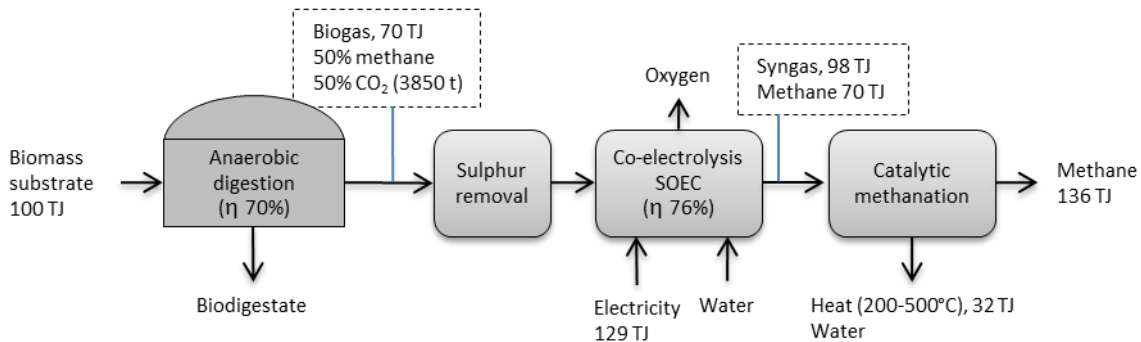 Biogas, 70 TJ
50% methane
50% CO₂ (3850 t)
Oxygen
Syngas, 98 TJ
Methane 70 TJ
Biomass
substrate
100 TJ
Anaerobic
digestion
(η 70%)
Sulphur
removal
Co-electrolysis
SOEC
(η 76%)
Catalytic
methanation
Methane
136 TJ
Biodigestate
Electricity
129 TJ
Water
Heat (200-500°C), 32 TJ
Water